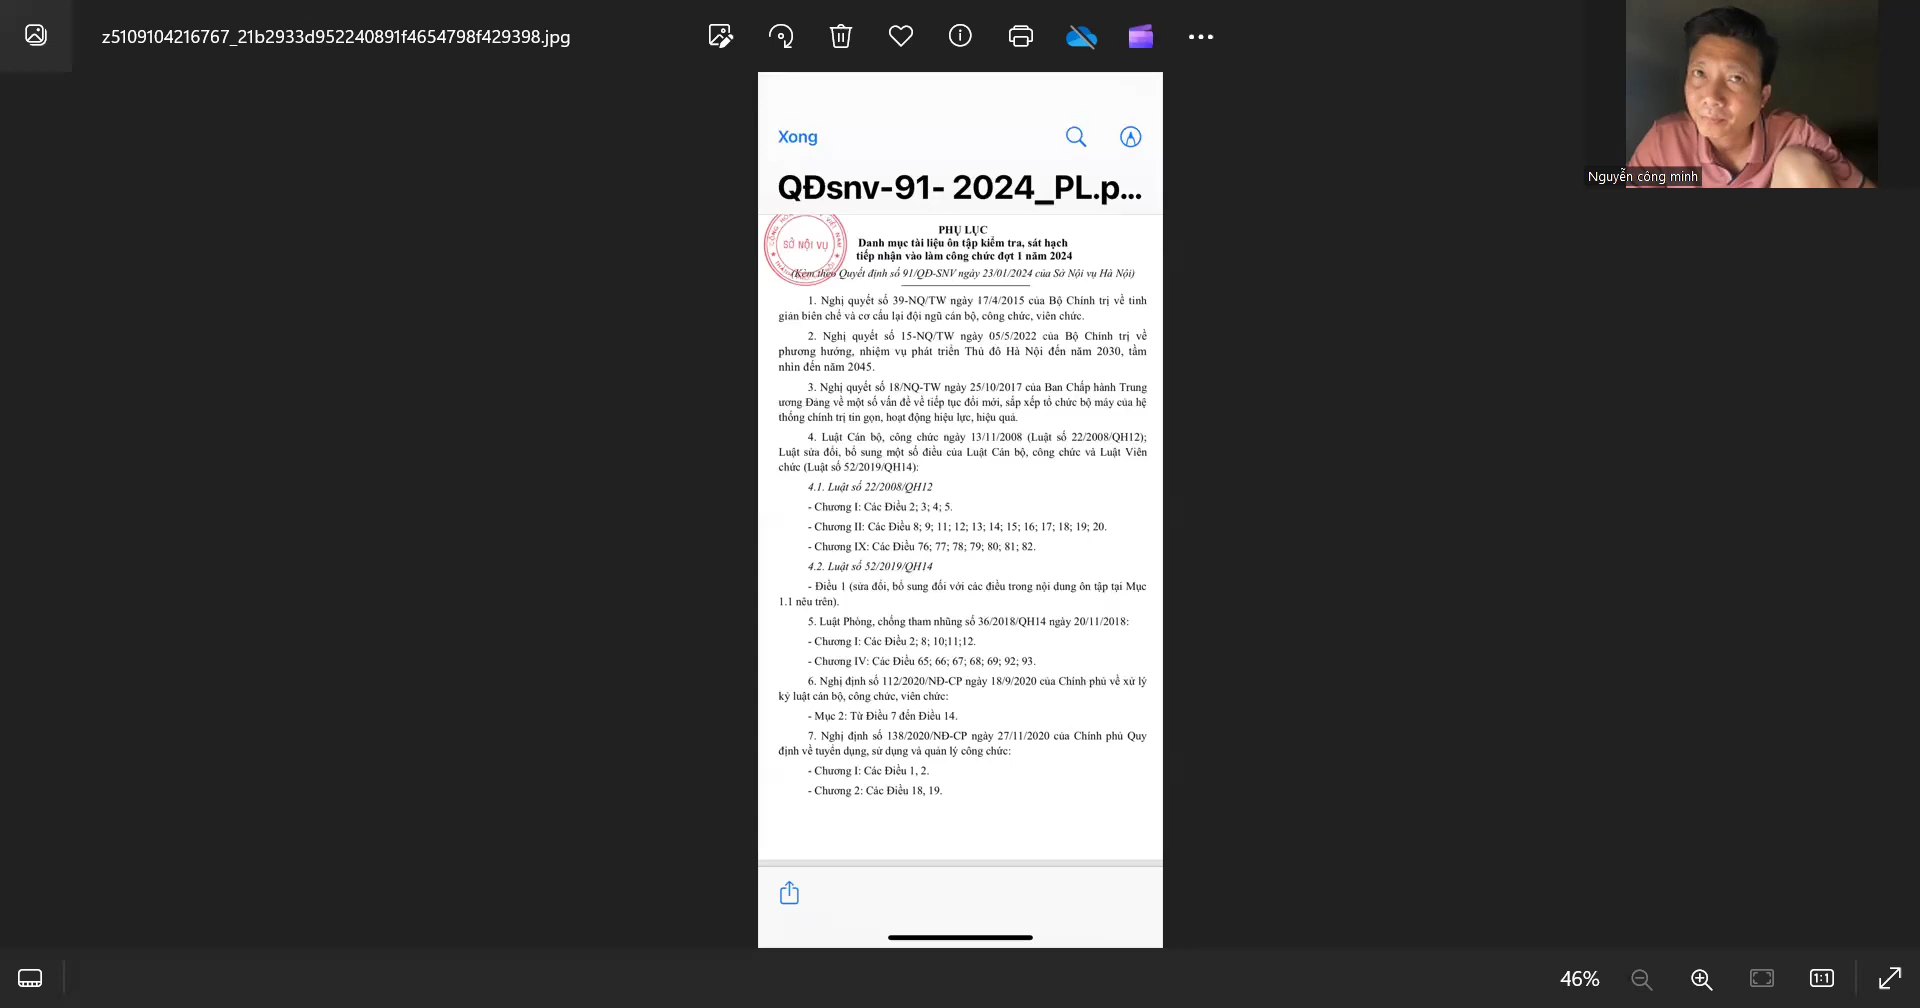 z5109104216767_21b2933d952240891f4654798f429398.jpg
Nguyễn công minh
Xong
QĐsnv-91- 2024_PL.p...
SỞ NỘI VỤ
PHỤ LỤC
Danh mục tài liệu ôn tập kiểm tra, sát hạch
tiếp nhận vào làm công chức đợt 1 năm 2024
(Kèm theo Quyết định số 91/QĐ-SNV ngày 23/01/2024 của Sở Nội vụ Hà Nội)
1. Nghị quyết số 39-NQ/TW ngày 17/4/2015 của Bộ Chính trị về tinh
giản biên chế và cơ cấu lại đội ngũ cán bộ, công chức, viên chức.
2. Nghị quyết số 15-NQ/TW ngày 05/5/2022 của Bộ Chính trị về
phương hướng, nhiệm vụ phát triển Thủ đô Hà Nội đến năm 2030, tầm
nhìn đến năm 2045.
3. Nghị quyết số 18/NQ-TW ngày 25/10/2017 của Ban Chấp hành Trung
ương Đảng về một số vấn đề về tiếp tục đổi mới, sắp xếp tổ chức bộ máy của hệ
thống chính trị tin gọn, hoạt động hiệu lực, hiệu quả.
4. Luật Cán bộ, công chức ngày 13/11/2008 (Luật số 22/2008/QH12);
Luật sửa đổi, bổ sung một số điều của Luật Cán bộ, công chức và Luật Viên
chức (Luật số 52/2019/QH14):
4.1. Luật số 22/2008/QH12
- Chương I: Các Điều 2; 3; 4; 5.
- Chương II: Các Điều 8; 9; 11; 12; 13; 14; 15; 16; 17; 18; 19; 20.
- Chương IX: Các Điều 76; 77; 78; 79; 80; 81; 82.
4.2. Luật số 52/2019/QH14
- Điều 1 (sửa đổi, bổ sung đối với các điều trong nội dung ôn tập tại Mục
1.1 nêu trên).
5. Luật Phòng, chống tham nhũng số 36/2018/QH14 ngày 20/11/2018:
- Chương I: Các Điều 2; 8; 10;11;12.
- Chương IV: Các Điều 65; 66; 67; 68; 69; 92; 93.
6. Nghị định số 112/2020/NĐ-CP ngày 18/9/2020 của Chính phủ về xử lý
kỷ luật cán bộ, công chức, viên chức:
- Mục 2: Từ Điều 7 đến Điều 14.
7. Nghị định số 138/2020/NĐ-CP ngày 27/11/2020 của Chính phủ Quy
định về tuyển dụng, sử dụng và quản lý công chức:
- Chương I: Các Điều 1, 2.
- Chương 2: Các Điều 18, 19.
46%
1:1